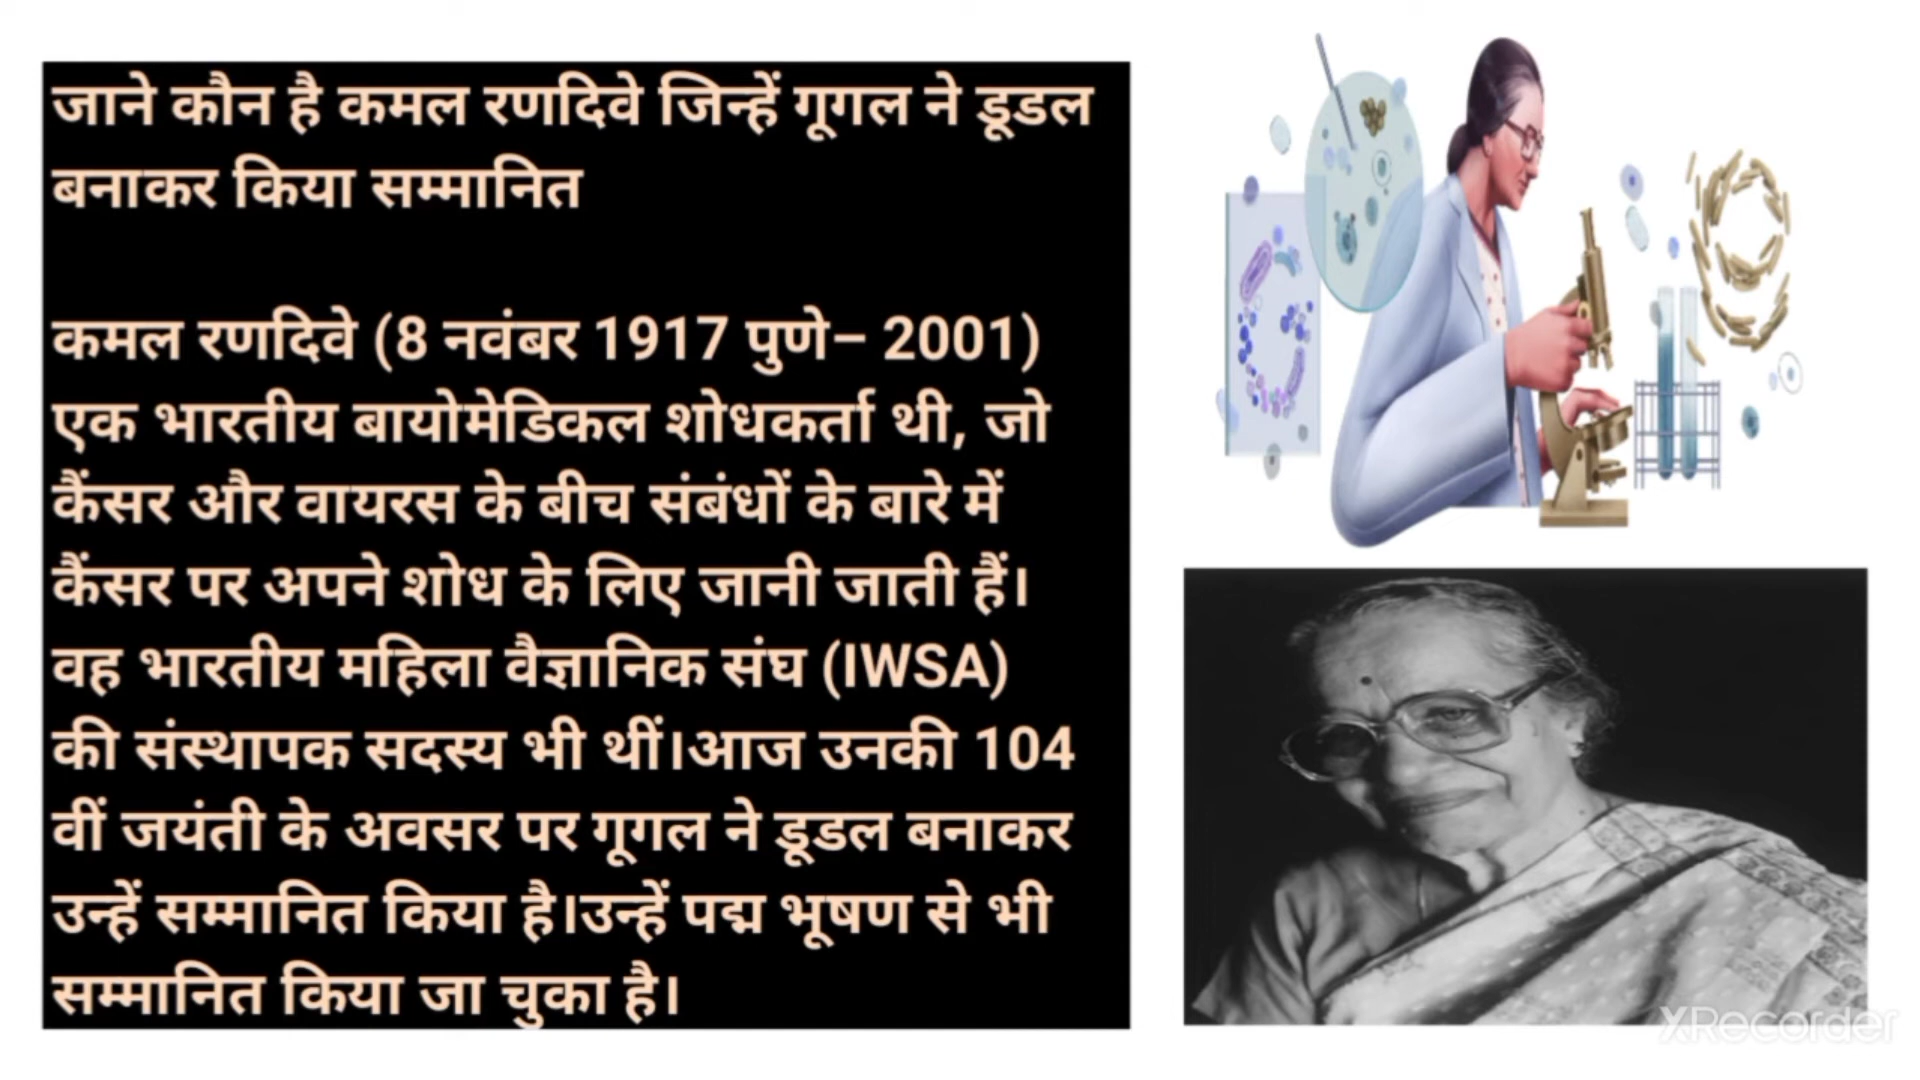 जाने कौन है कमल रणदिवे जिन्हें गूगल ने डूडल
बनाकर किया सम्मानित
कमल रणदिवे (8 नवंबर 1917 पुणे– 2001)
एक भारतीय बायोमेडिकल शोधकर्ता थी, जो
कैंसर और वायरस के बीच संबंधों के बारे में
कैंसर पर अपने शोध के लिए जानी जाती हैं।
वह भारतीय महिला वैज्ञानिक संघ (IWSA)
की संस्थापक सदस्य भी थीं।आज उनकी 104
वीं जयंती के अवसर पर गूगल ने डूडल बनाकर
उन्हें सम्मानित किया है।उन्हें पद्म भूषण से भी
सम्मानित किया जा चुका है।
XRecorder